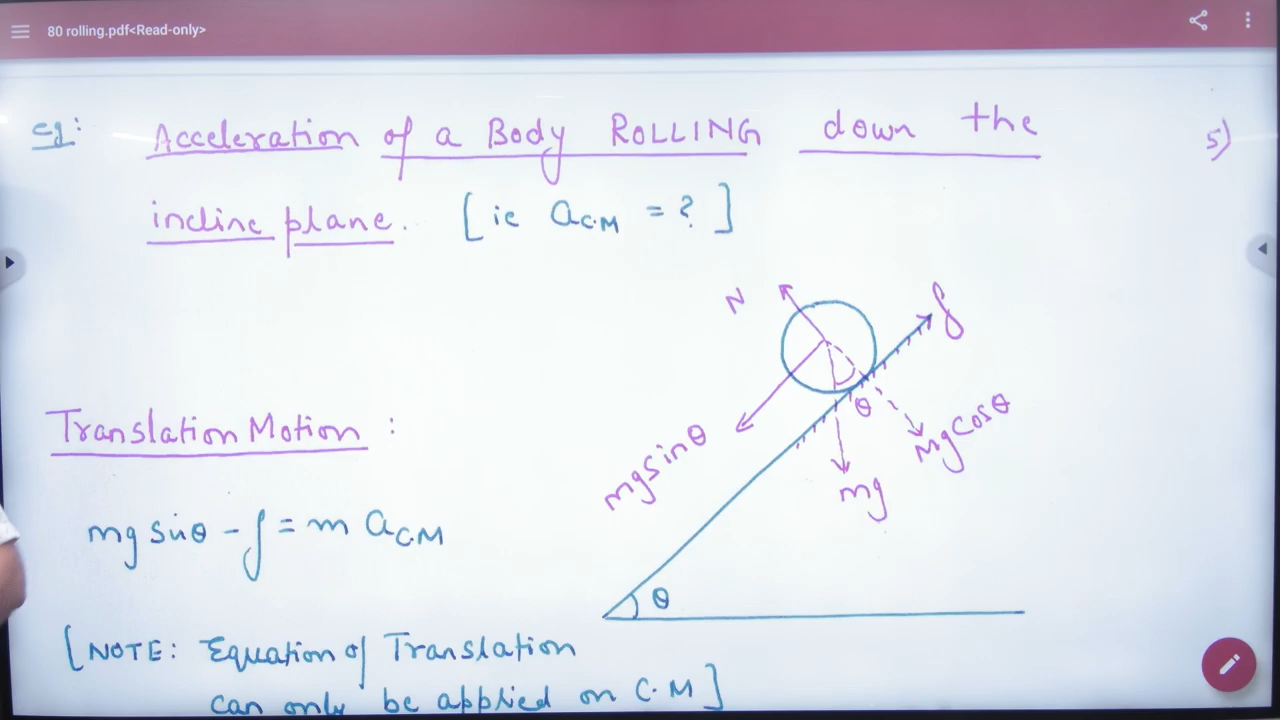 80 rolling.pdf<Read-only>
eg: Acceleration of a Body ROLLING down the
5)
incline plane. [ie aC.M = ?]
N
f
θ
Mgcosθ
mgsinθ
mg
Translation Motion :
mg sinθ - f = m aC.M
θ
[NOTE: Equation of Translation
can only be applied on C.M]